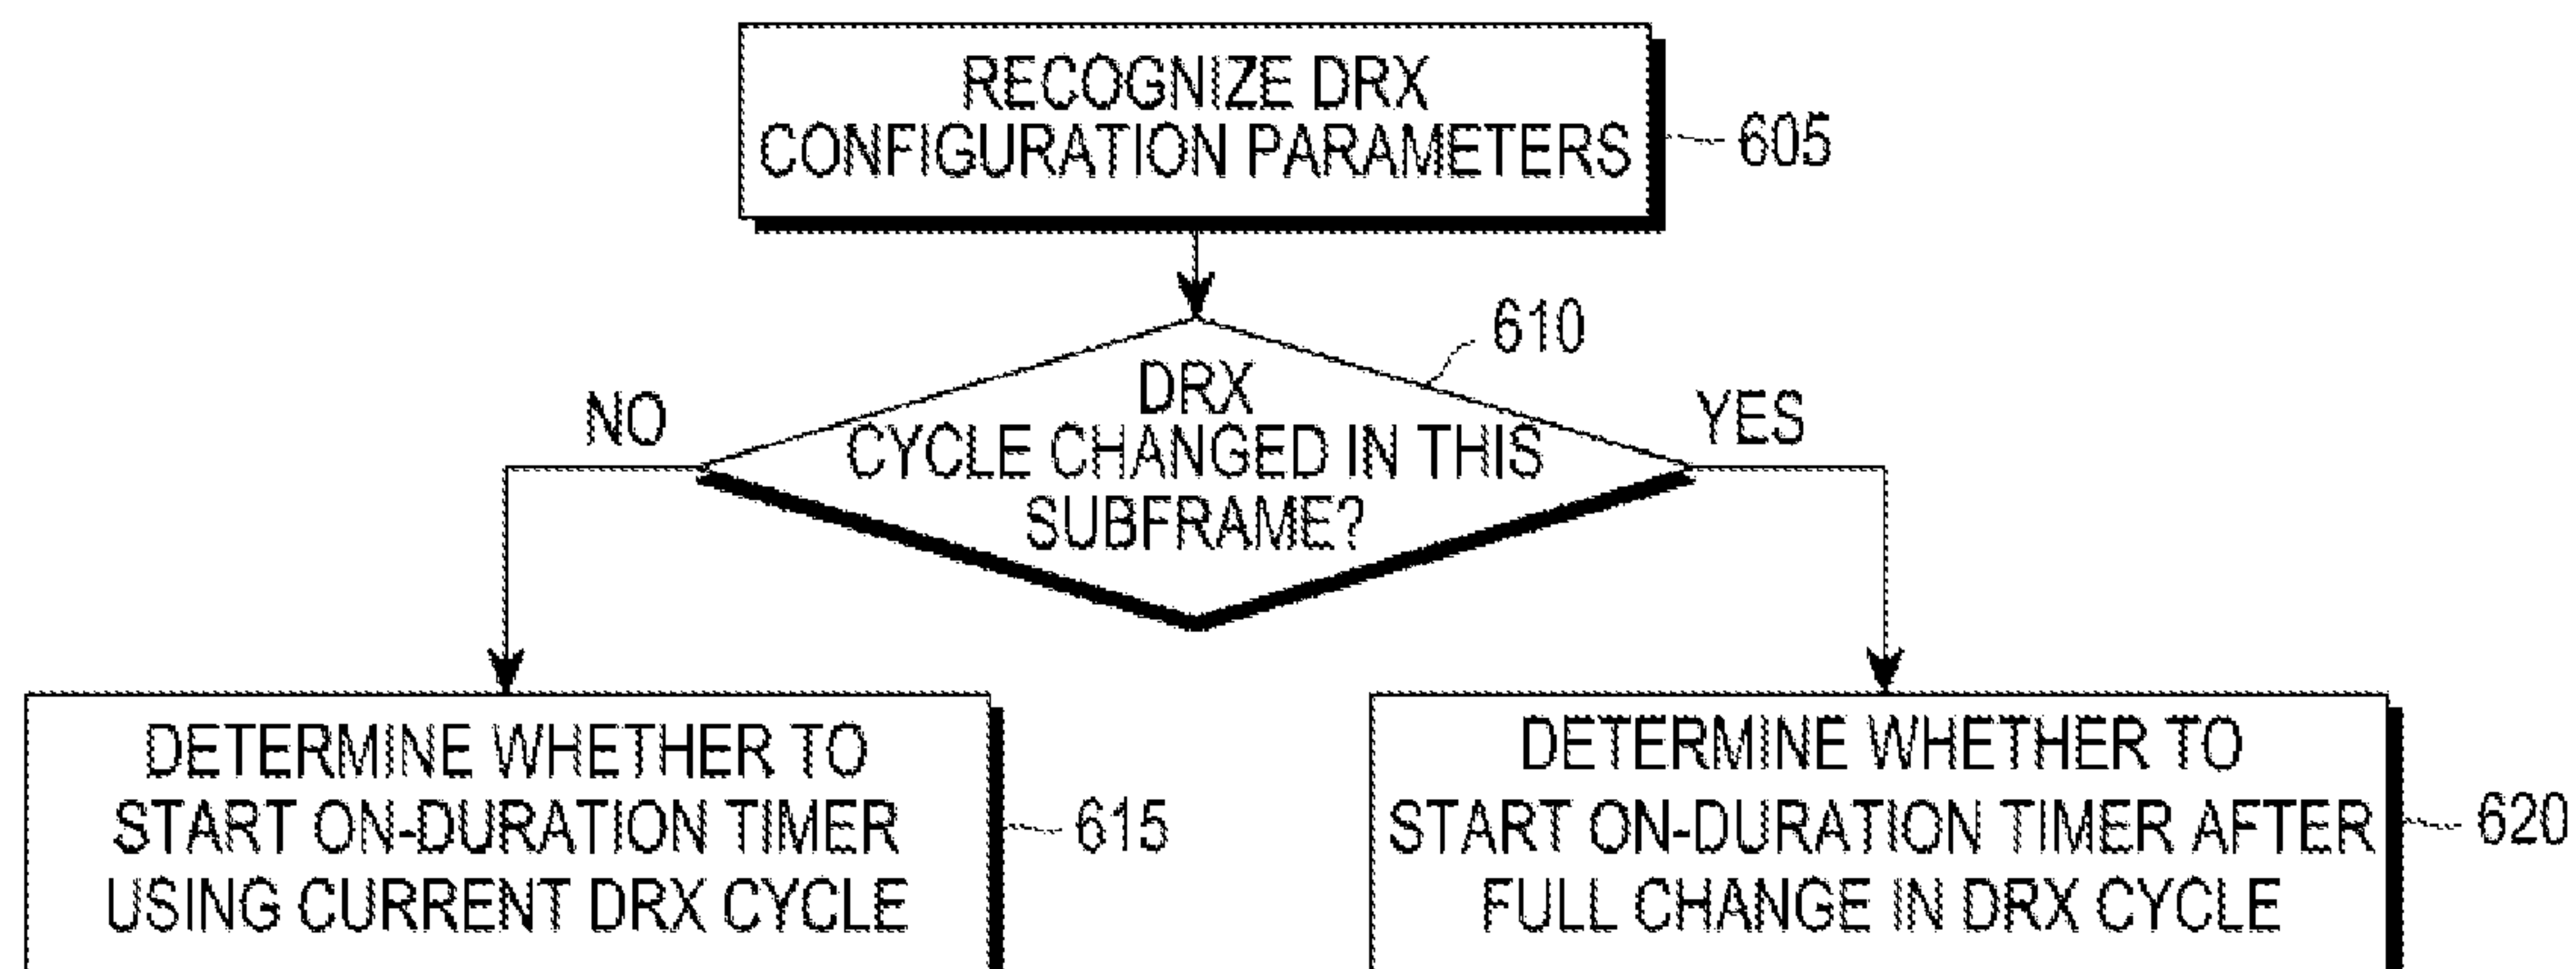 RECOGNIZE DRX
CONFIGURATION PARAMETERS
605
610
DRX
CYCLE CHANGED IN THIS
SUBFRAME?
NO
YES
DETERMINE WHETHER TO
START ON-DURATION TIMER
USING CURRENT DRX CYCLE
615
DETERMINE WHETHER TO
START ON-DURATION TIMER AFTER
FULL CHANGE IN DRX CYCLE
620